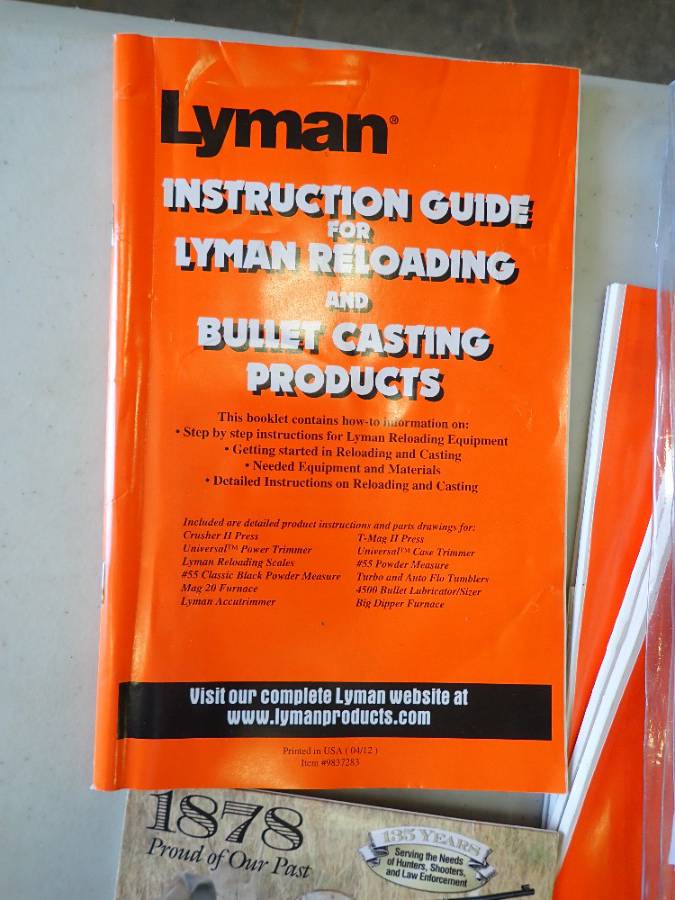 Lyman®
INSTRUCTION GUIDE
FOR
LYMAN RELOADING
AND
BULLET CASTING
PRODUCTS
This booklet contains how-to information on:
• Step by step instructions for Lyman Reloading Equipment
• Getting started in Reloading and Casting
• Needed Equipment and Materials
• Detailed Instructions on Reloading and Casting
Included are detailed product instructions and parts drawings for:
Crusher II Press
Universal™ Power Trimmer
Lyman Reloading Scales
#55 Classic Black Powder Measure
Mag 20 Furnace
Lyman Accutrimmer
T-Mag II Press
Universal™ Case Trimmer
#55 Powder Measure
Turbo and Auto Flo Tumblers
4500 Bullet Lubricator/Sizer
Big Dipper Furnace
Visit our complete Lyman website at
www.lymanproducts.com
Printed in USA ( 04/12 )
Item #9837283
1878
Proud of Our Past
135 YEARS
Serving the Needs
of Hunters, Shooters,
and Law Enforcement